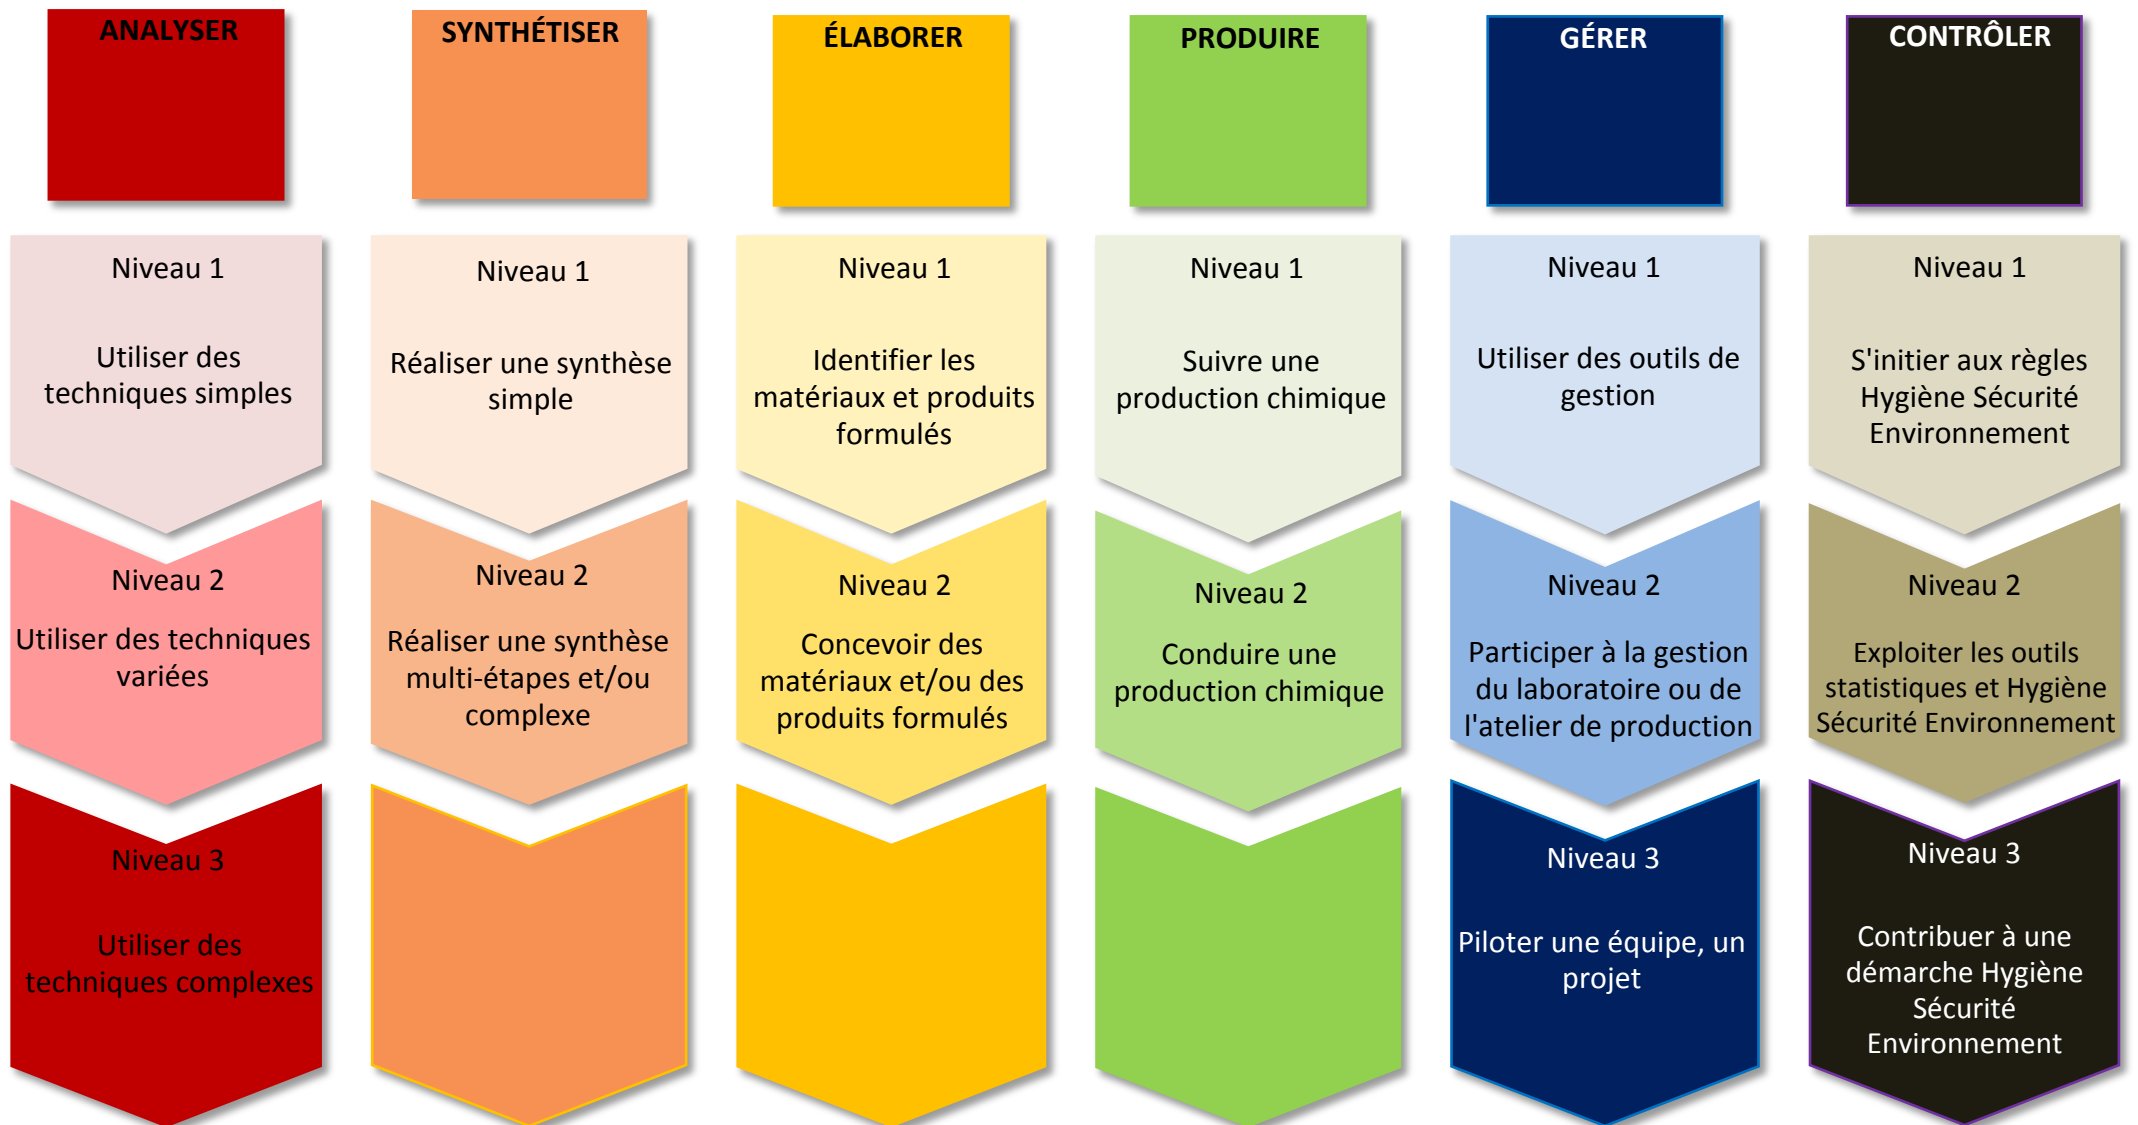 ANALYSER
SYNTHÉTISER
ÉLABORER
PRODUIRE
GÉRER
CONTRÔLER
Niveau 1
Utiliser des
techniques simples
Niveau 1
Réaliser une synthèse
simple
Niveau 1
Identifier les
matériaux et produits
formulés
Niveau 1
Suivre une
production chimique
Niveau 1
Utiliser des outils de
gestion
Niveau 1
S'initier aux règles
Hygiène Sécurité
Environnement
Niveau 2
Utiliser des techniques
variées
Niveau 2
Réaliser une synthèse
multi-étapes et/ou
complexe
Niveau 2
Concevoir des
matériaux et/ou des
produits formulés
Niveau 2
Conduire une
production chimique
Niveau 2
Participer à la gestion
du laboratoire ou de
l'atelier de production
Niveau 2
Exploiter les outils
statistiques et Hygiène
Sécurité Environnement
Niveau 3
Utiliser des
techniques complexes
Niveau 3
Piloter une équipe, un
projet
Niveau 3
Contribuer à une
démarche Hygiène
Sécurité
Environnement